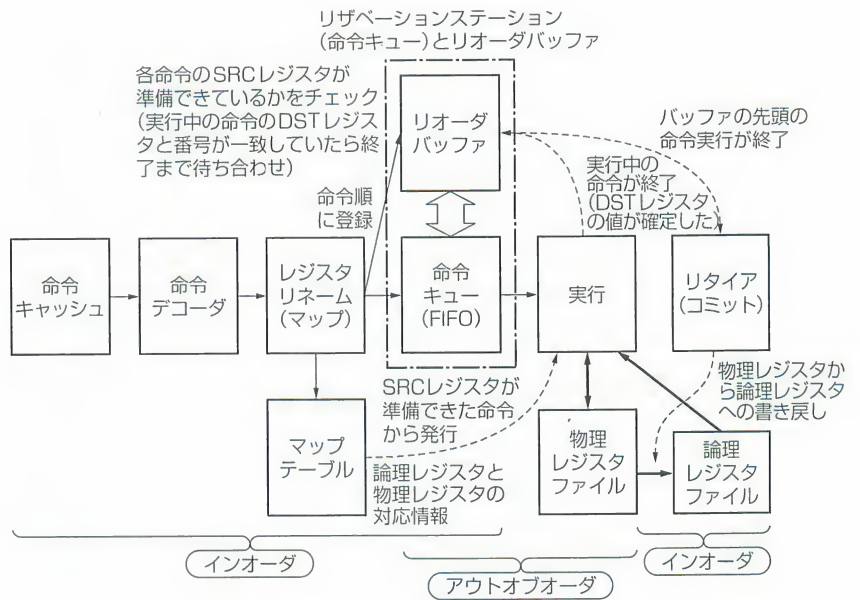 リザベーションステーション
(命令キュー)とリオーダバッファ
各命令のSRCレジスタが
準備できているかをチェック
(実行中の命令のDSTレジス
タと番号が一致していたら終
了まで待ち合わせ)
リオーダ
バッファ
バッファの先頭の
命令実行が終了
実行中の
命令が終了
(DSTレジスタ
の値が確定した)
命令順
に登録
命令
キャッシュ
命令
デコーダ
レジスタ
リネーム
(マップ)
命令
キュー
(FIFO)
実行
リタイア
(コミット)
SRCレジスタが
準備できた命令
から発行
物理レジスタか
ら論理レジスタ
への書き戻し
マップ
テーブル
論理レジスタと
物理レジスタの
対応情報
物理
レジスタ
ファイル
論理
レジスタ
ファイル
インオーダ
アウトオブオーダ
インオーダ